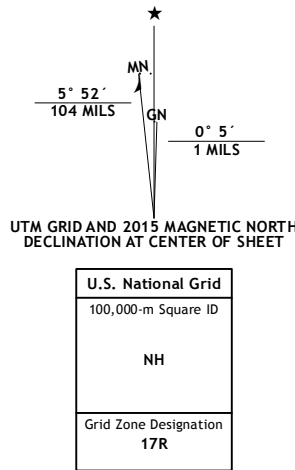 MN.
5° 52´
104 MILS
GN
0° 5´
1 MILS
UTM GRID AND 2015 MAGNETIC NORTH
DECLINATION AT CENTER OF SHEET
U.S. National Grid
100,000-m Square ID
NH
Grid Zone Designation
17R